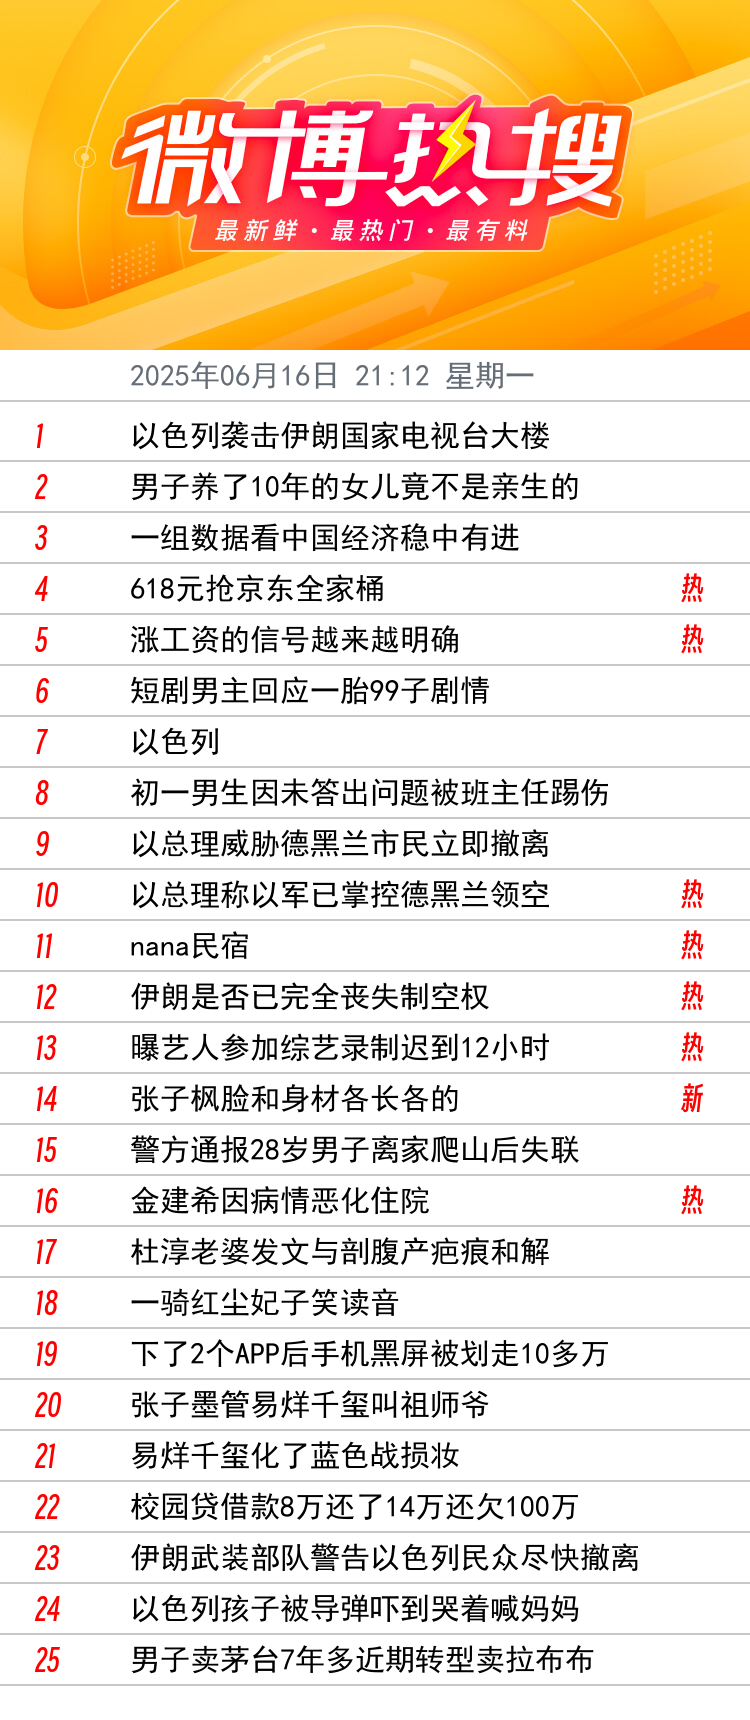 微博热搜
最新鲜·最热门·最有料
2025年06月16日 21:12 星期一
1 以色列袭击伊朗国家电视台大楼
2 男子养了10年的女儿竟不是亲生的
3 一组数据看中国经济稳中有进
4 618元抢京东全家桶 热
5 涨工资的信号越来越明确 热
6 短剧男主回应一胎99子剧情
7 以色列
8 初一男生因未答出问题被班主任踢伤
9 以总理威胁德黑兰市民立即撤离
10 以总理称以军已掌控德黑兰领空 热
11 nana民宿 热
12 伊朗是否已完全丧失制空权 热
13 曝艺人参加综艺录制迟到12小时 热
14 张子枫脸和身材各长各的 新
15 警方通报28岁男子离家爬山后失联
16 金建希因病情恶化住院 热
17 杜淳老婆发文与剖腹产疤痕和解
18 一骑红尘妃子笑读音
19 下了2个APP后手机黑屏被划走10多万
20 张子墨管易烊千玺叫祖师爷
21 易烊千玺化了蓝色战损妆
22 校园贷借款8万还了14万还欠100万
23 伊朗武装部队警告以色列民众尽快撤离
24 以色列孩子被导弹吓到哭着喊妈妈
25 男子卖茅台7年多近期转型卖拉布布